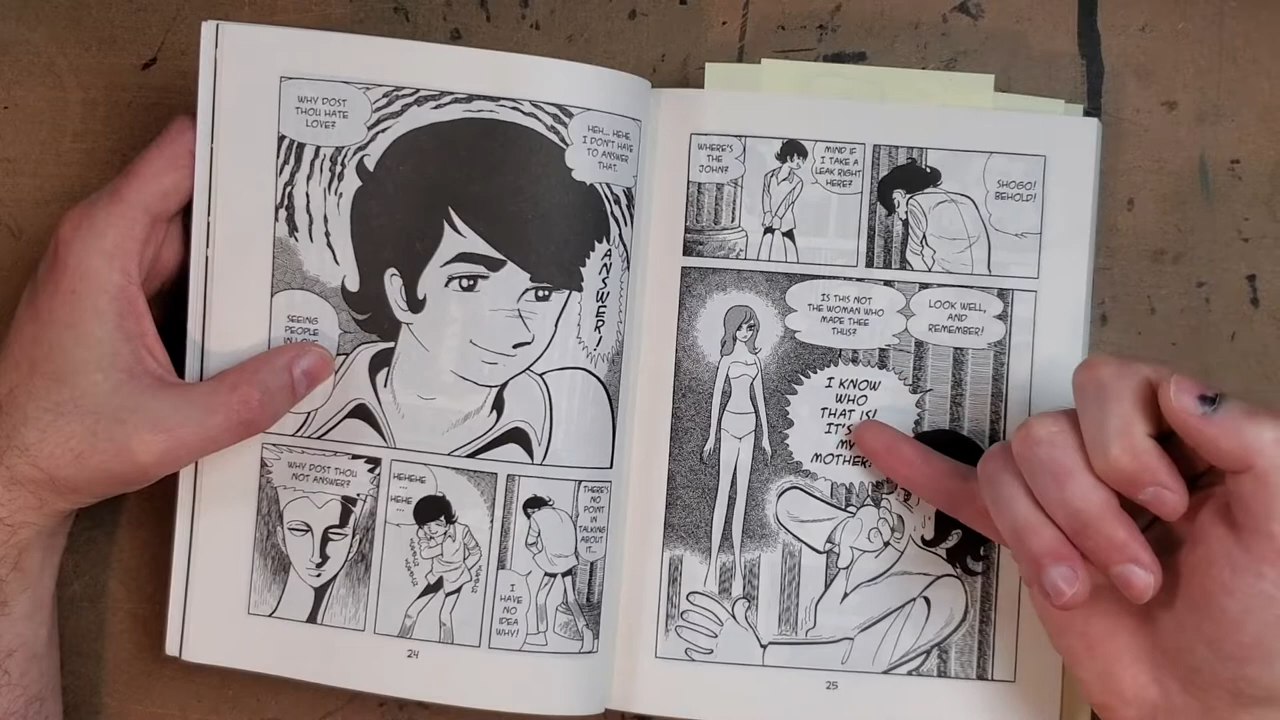 WHY DOST
THOU HATE
LOVE?
HEH... HEHE.
I DON'T HAVE
TO ANSWER
THAT.
ANSWER!
SEEING
PEOPLE
IN LOVE
WHY DOST THOU
NOT ANSWER?
HEHEHE
...
HEHE
...
THERE'S
NO
POINT
IN
TALKING
ABOUT
IT...
I
HAVE
NO
IDEA
WHY!
24
WHERE'S
THE
JOHN?
MIND IF
I TAKE A
LEAK RIGHT
HERE?
SHOGO!
BEHOLD!
IS THIS NOT
THE WOMAN WHO
MADE THEE
THUS?
LOOK WELL,
AND
REMEMBER!
I KNOW
WHO
THAT IS!
IT'S
MY
MOTHER
25